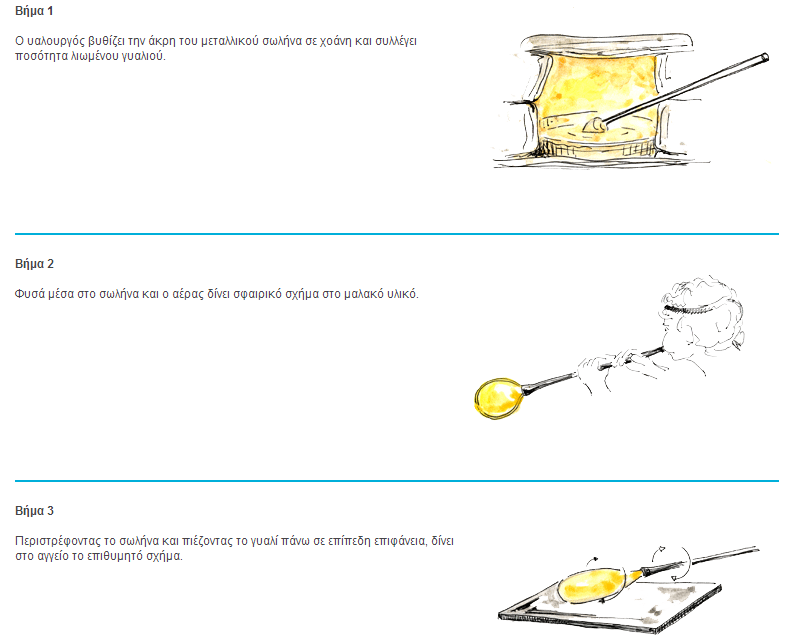 Βήμα 1
Ο υαλουργός βυθίζει την άκρη του μεταλλικού σωλήνα σε χοάνη και συλλέγει
ποσότητα λιωμένου γυαλιού.
Βήμα 2
Φυσά μέσα στο σωλήνα και ο αέρας δίνει σφαιρικό σχήμα στο μαλακό υλικό.
Βήμα 3
Περιστρέφοντας το σωλήνα και πιέζοντας το γυαλί πάνω σε επίπεδη επιφάνεια, δίνει
στο αγγείο το επιθυμητό σχήμα.